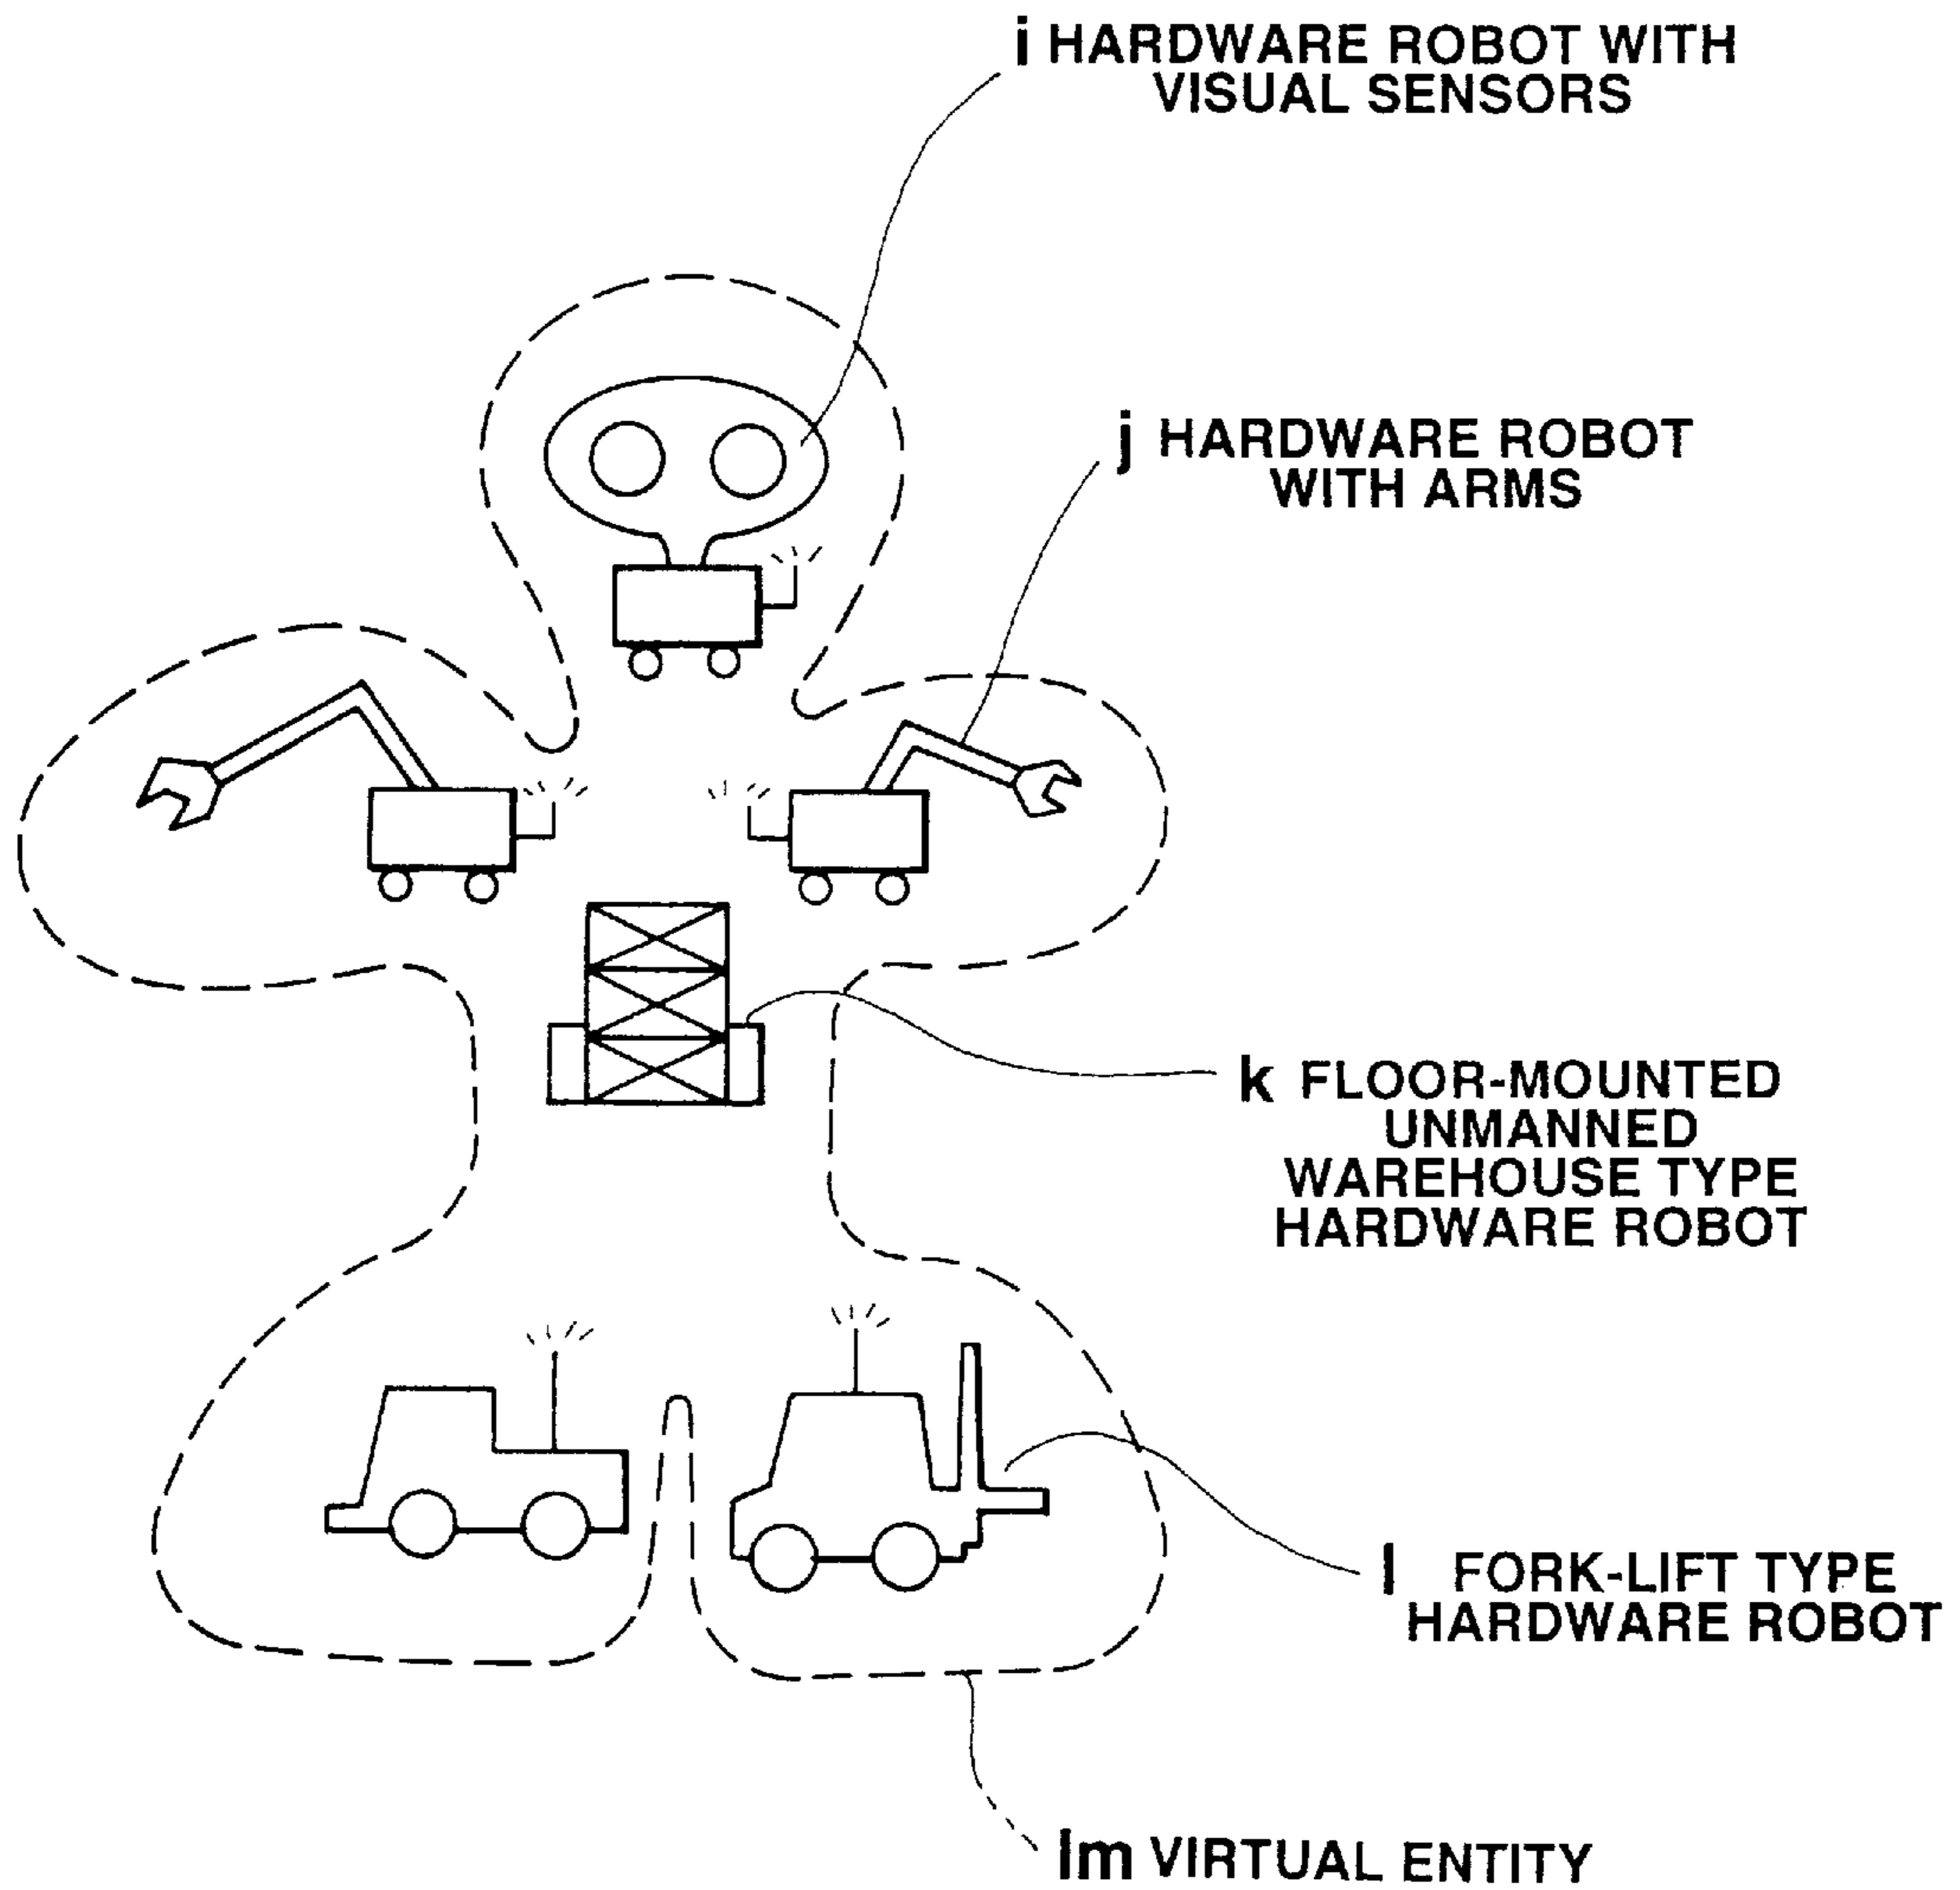 i HARDWARE ROBOT WITH
VISUAL SENSORS
j HARDWARE ROBOT
WITH ARMS
k FLOOR-MOUNTED
UNMANNED
WAREHOUSE TYPE
HARDWARE ROBOT
l FORK-LIFT TYPE
HARDWARE ROBOT
Im VIRTUAL ENTITY